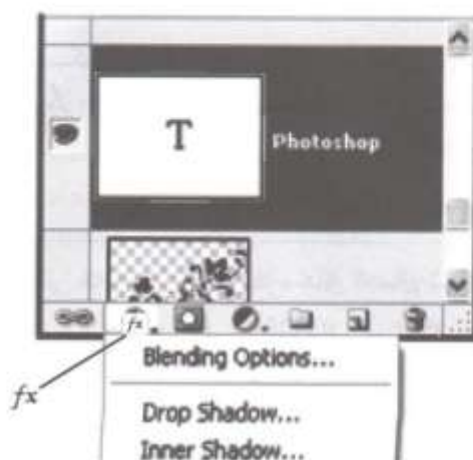 T
Photoshop
fx
fx
Blending Options...
Drop Shadow...
Inner Shadow...